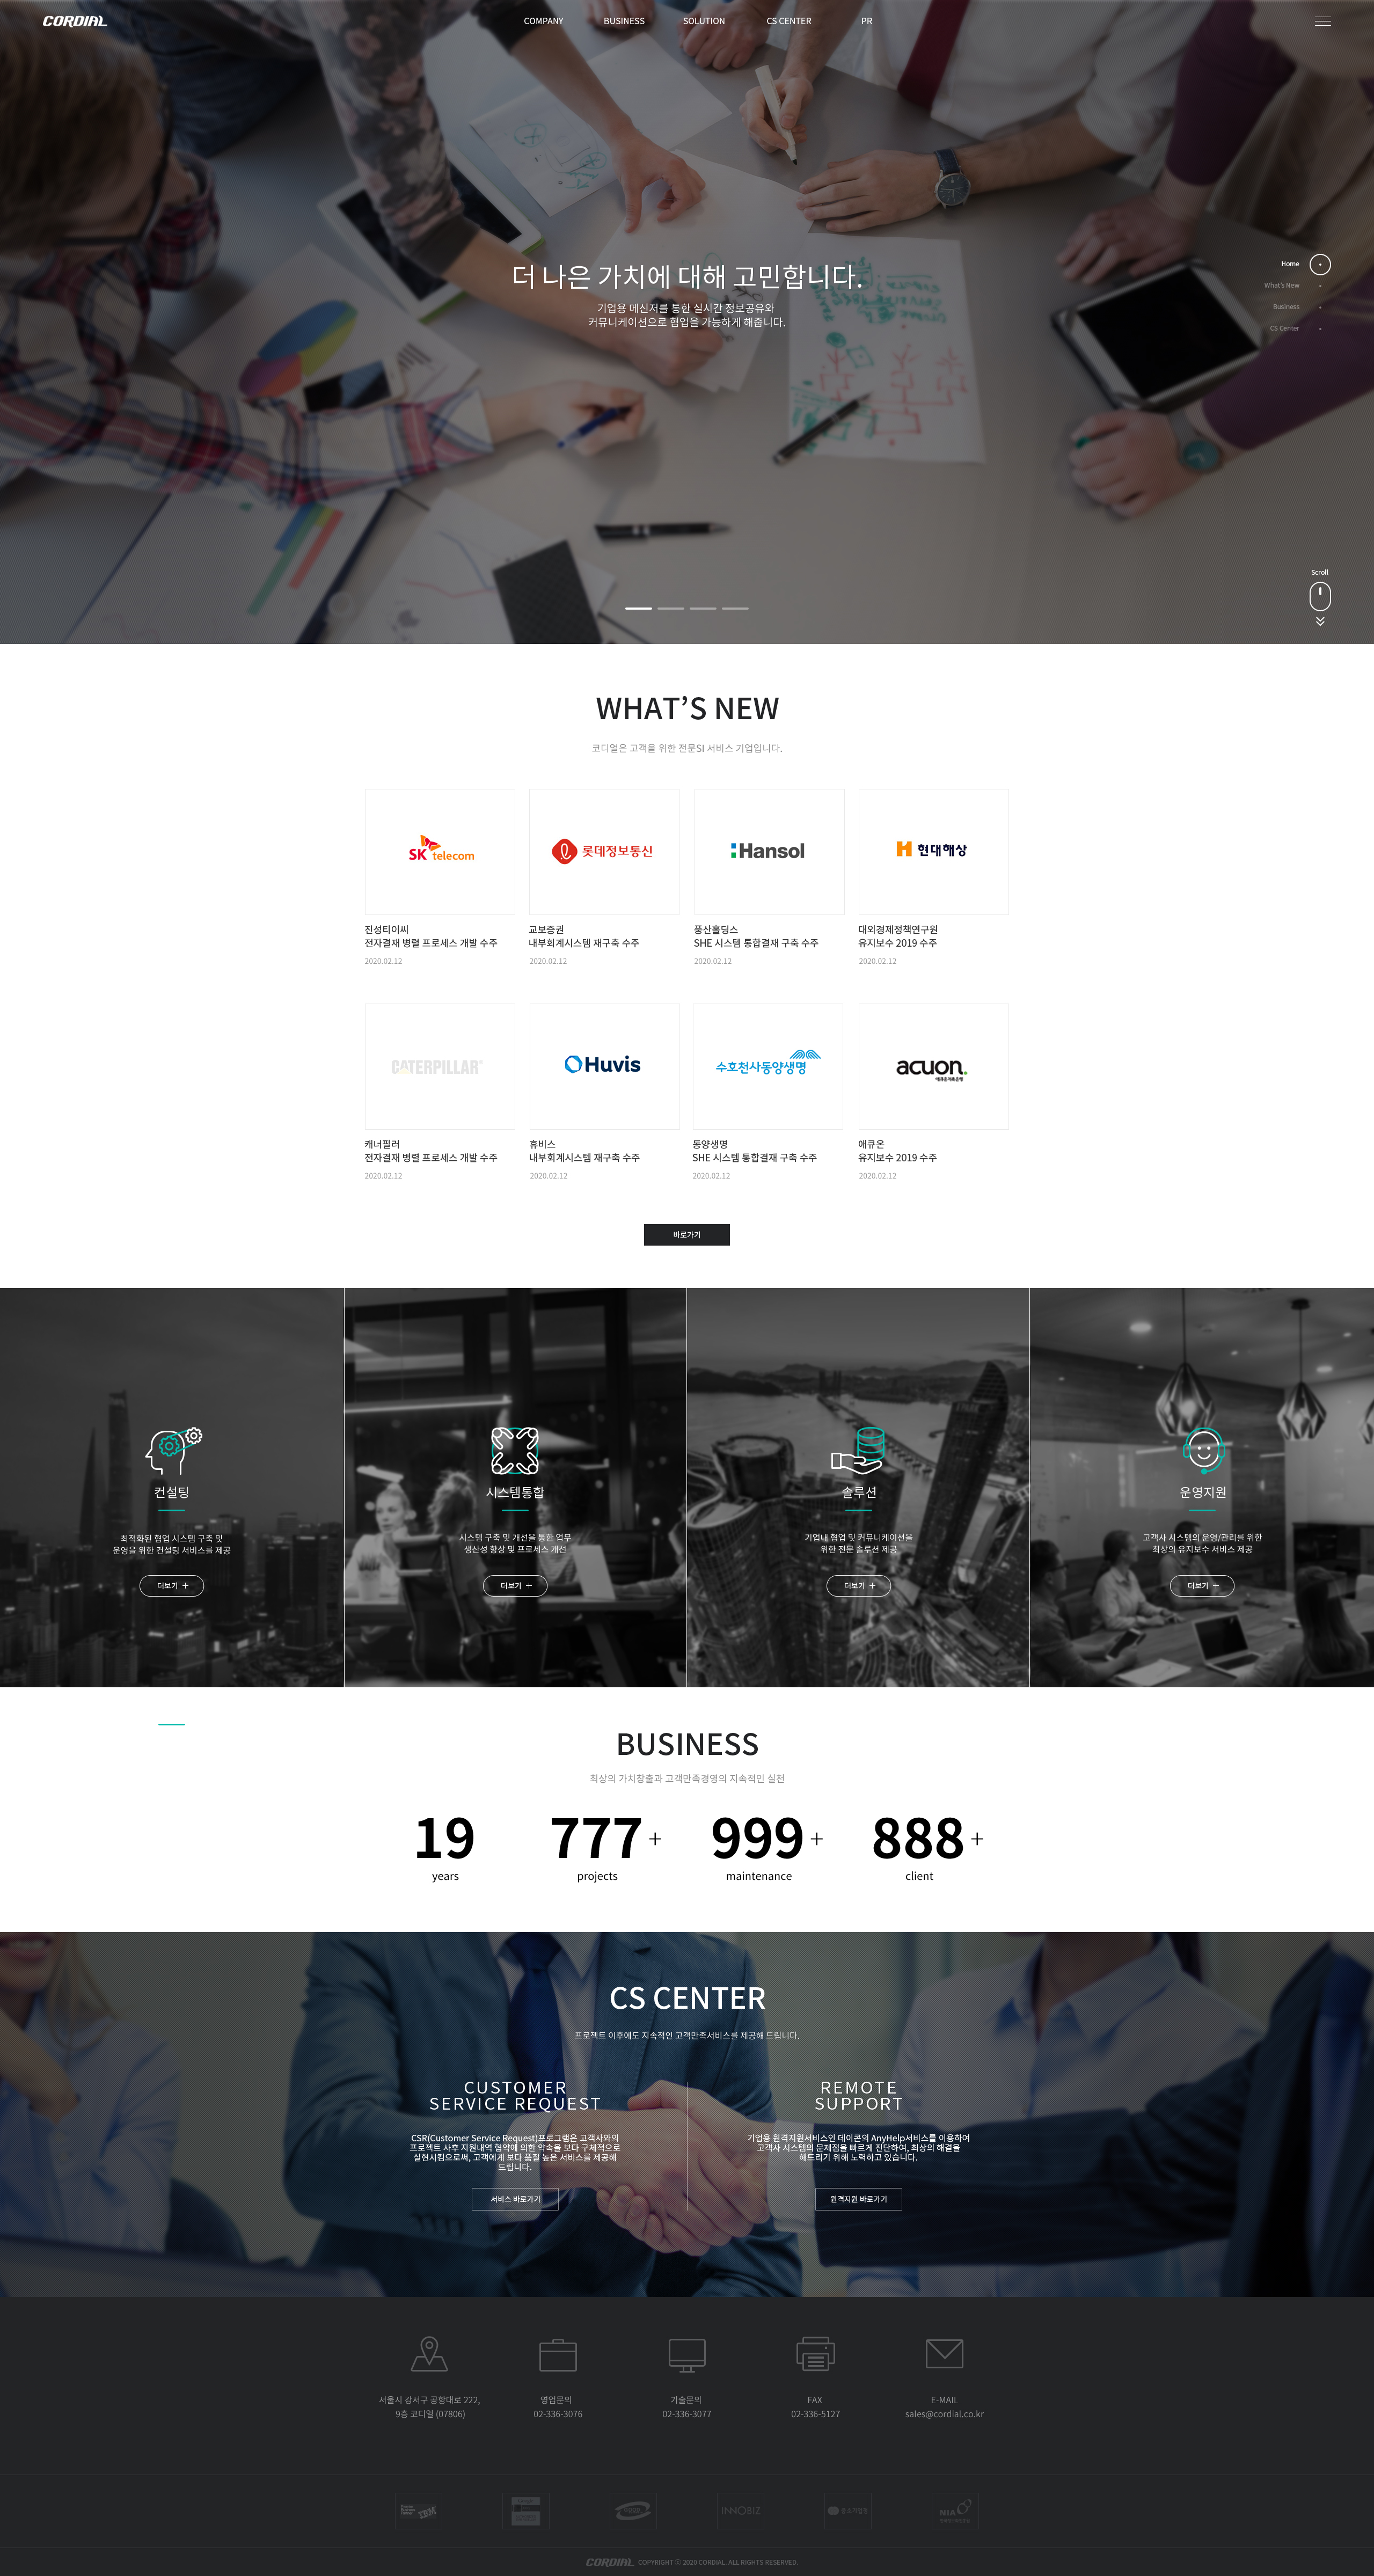 CORDIAL
COMPANY
BUSINESS
SOLUTION
CS CENTER
PR
더 나은 가치에 대해 고민합니다.
기업용 메신저를 통한 실시간 정보공유와
커뮤니케이션으로 협업을 가능하게 해줍니다.
Home
What's New
Business
CS Center
Scroll
WHAT'S NEW
코디얼은 고객을 위한 전문SI 서비스 기업입니다.
SK telecom
롯데정보통신
Hansol
현대해상
진성티이씨
전자결재 병렬 프로세스 개발 수주
2020.02.12
교보증권
내부회계시스템 재구축 수주
2020.02.12
풍산홀딩스
SHE 시스템 통합결재 구축 수주
2020.02.12
대외경제정책연구원
유지보수 2019 수주
2020.02.12
CATERPILLAR
Huvis
수호천사동양생명
acuon
애큐온저축은행
캐너필러
전자결재 병렬 프로세스 개발 수주
2020.02.12
휴비스
내부회계시스템 재구축 수주
2020.02.12
동양생명
SHE 시스템 통합결재 구축 수주
2020.02.12
애큐온
유지보수 2019 수주
2020.02.12
바로가기
컨설팅
최적화된 협업 시스템 구축 및
운영을 위한 컨설팅 서비스를 제공
더보기 +
시스템통합
시스템 구축 및 개선을 통한 업무
생산성 향상 및 프로세스 개선
더보기 +
솔루션
기업내 협업 및 커뮤니케이션을
위한 전문 솔루션 제공
더보기 +
운영지원
고객사 시스템의 운영/관리를 위한
최상의 유지보수 서비스 제공
더보기 +
BUSINESS
최상의 가치창출과 고객만족경영의 지속적인 실천
19
years
777 +
projects
999 +
maintenance
888 +
client
CS CENTER
프로젝트 이후에도 지속적인 고객만족서비스를 제공해 드립니다.
CUSTOMER
SERVICE REQUEST
CSR(Customer Service Request)프로그램은 고객사와의
프로젝트 사후 지원내역 협약에 의한 약속을 보다 구체적으로
실현시킴으로써, 고객에게 보다 품질 높은 서비스를 제공해
드립니다.
서비스 바로가기
REMOTE
SUPPORT
기업용 원격지원서비스인 데이콘의 AnyHelp서비스를 이용하여
고객사 시스템의 문제점을 빠르게 진단하여, 최상의 해결을
해드리기 위해 노력하고 있습니다.
원격지원 바로가기
서울시 강서구 공항대로 222,
9층 코디얼 (07806)
영업문의
02-336-3076
기술문의
02-336-3077
FAX
02-336-5127
E-MAIL
sales@cordial.co.kr
IBM
INNOBIZ
중소기업청
NIA
CORDIAL COPYRIGHT ⓒ 2020 CORDIAL. ALL RIGHTS RESERVED.